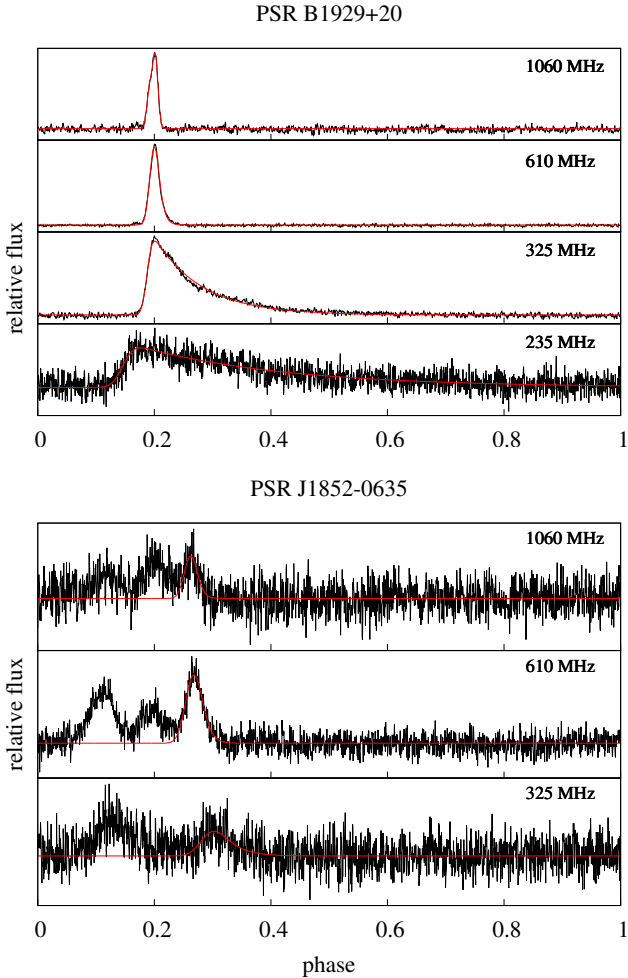 PSR B1929+20
1060 MHz
610 MHz
325 MHz
235 MHz
relative flux
0 0.2 0.4 0.6 0.8 1
PSR J1852-0635
1060 MHz
610 MHz
325 MHz
relative flux
0 0.2 0.4 0.6 0.8 1
phase